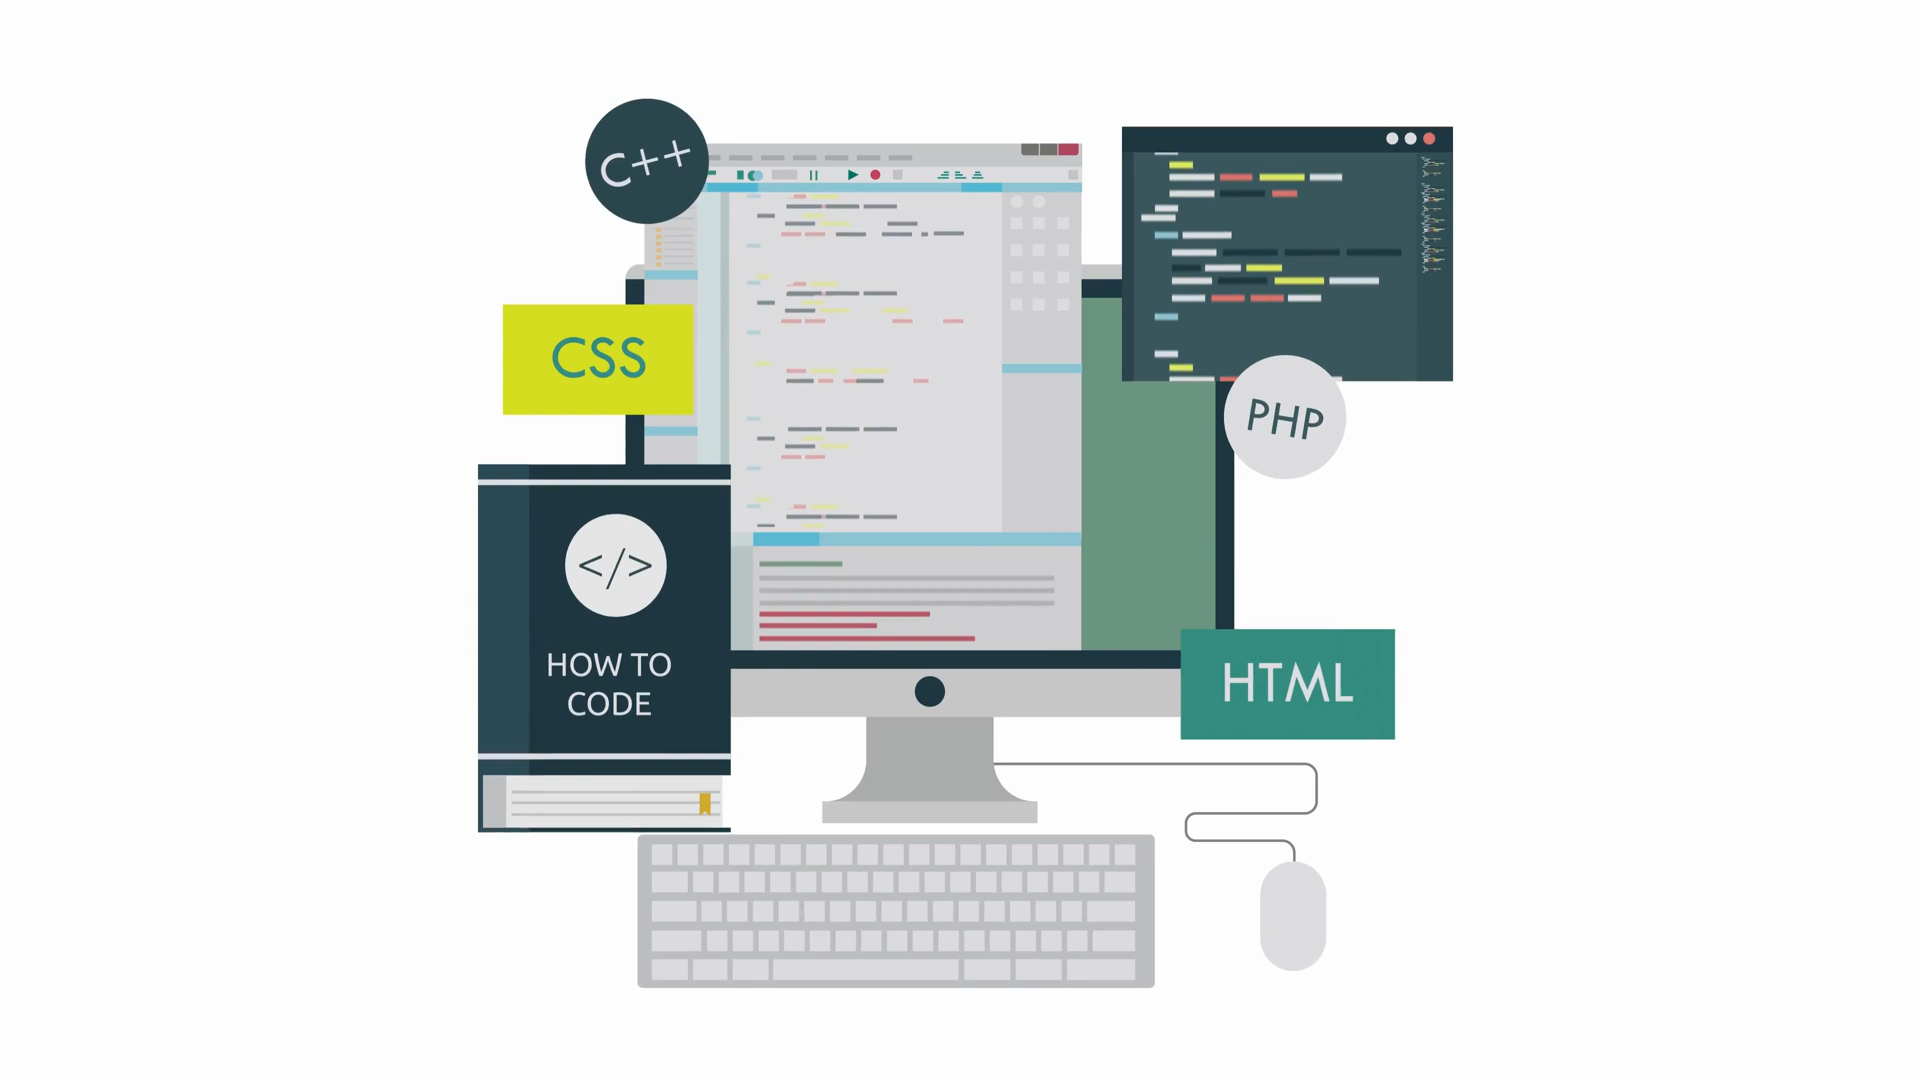 C++
CSS
PHP
</>
HOW TO
CODE
HTML